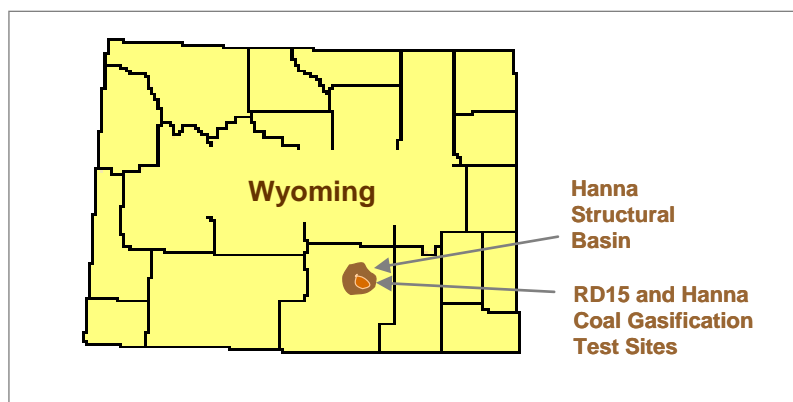 Wyoming
Hanna
Structural
Basin
RD15 and Hanna
Coal Gasification
Test Sites